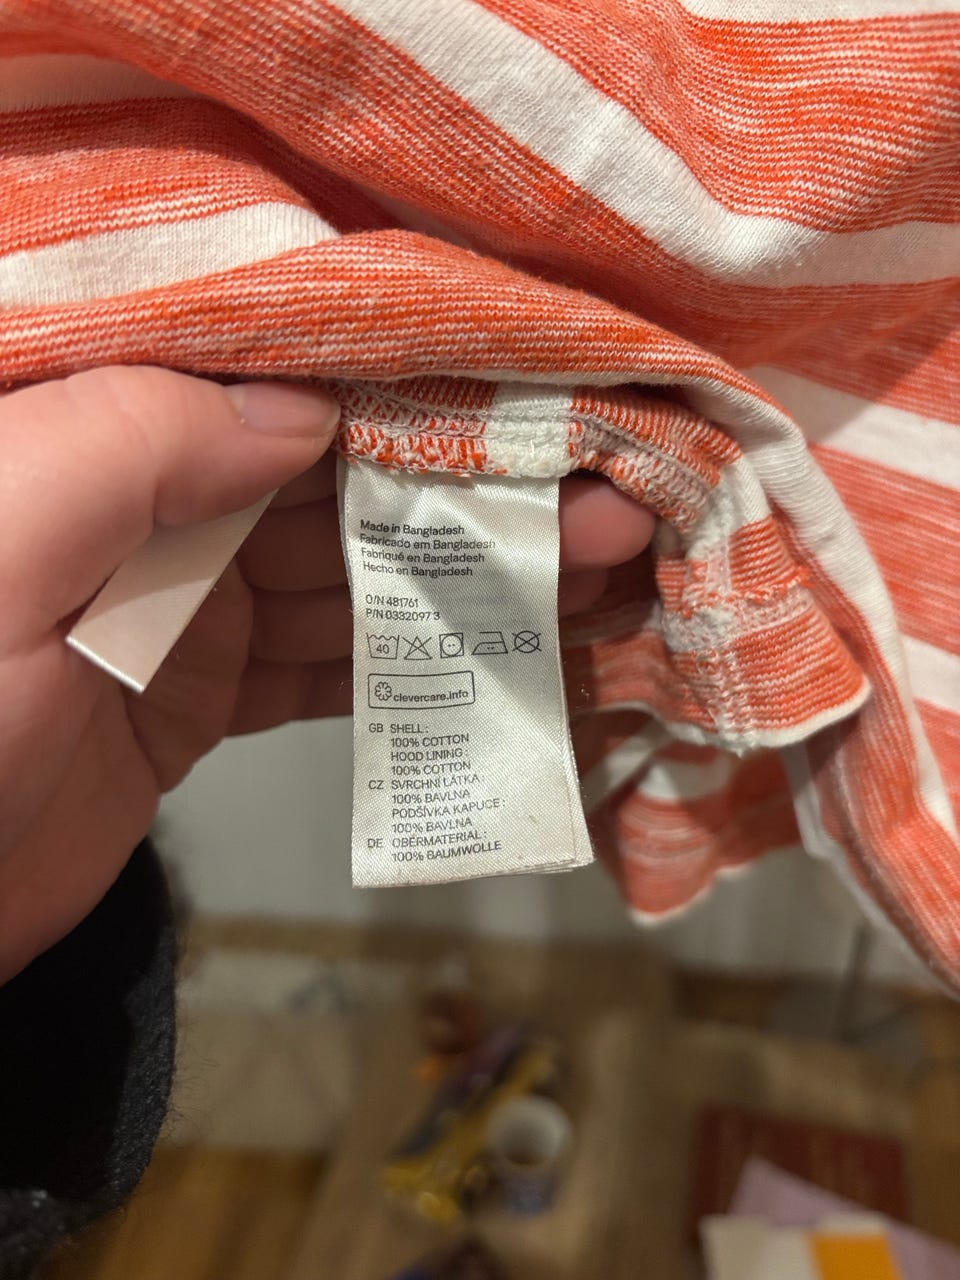 Made in Bangladesh
Fabricado em Bangladesh
Fabriqué en Bangladesh
Hecho en Bangladesh
O/N 481761
P/N 0332097 3
40
clevercare.info
GB SHELL :
100% COTTON
HOOD LINING :
100% COTTON
CZ SVRCHNÍ LÁTKA :
100% BAVLNA
PODŠÍVKA KAPUCE :
100% BAVLNA
DE OBERMATERIAL :
100% BAUMWOLLE